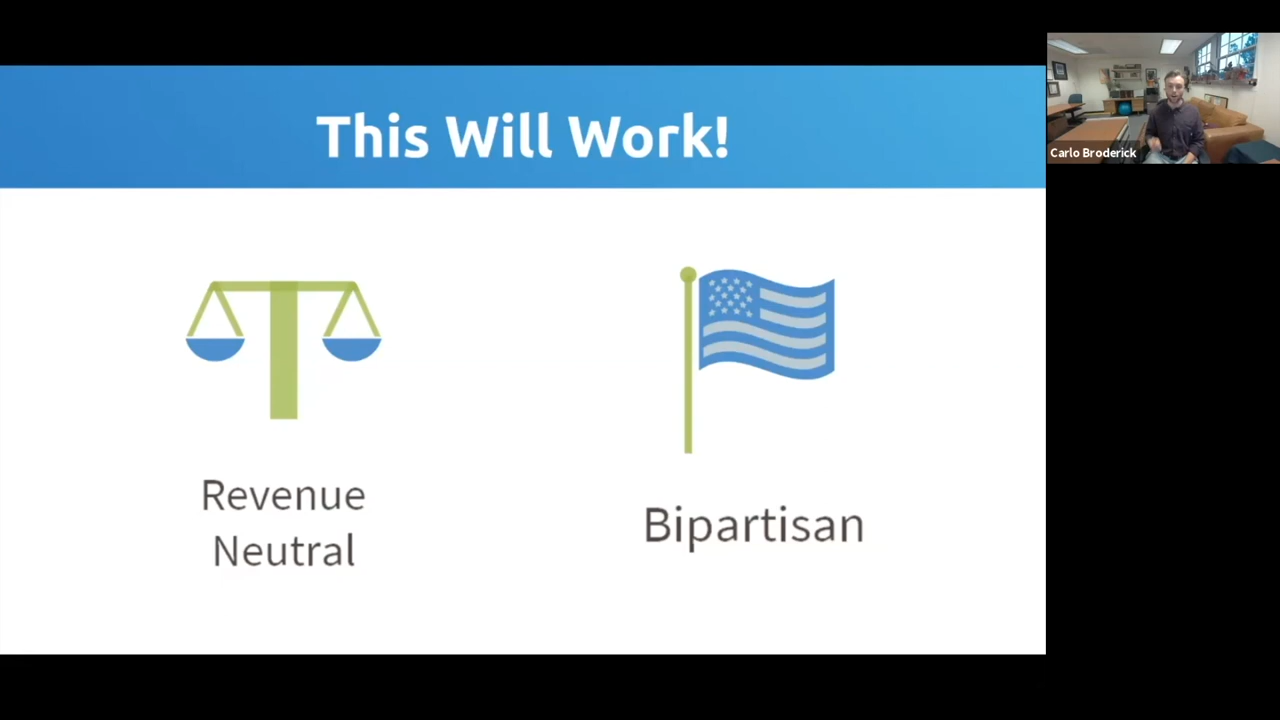 This Will Work!
Carlo Broderick
Revenue
Neutral
Bipartisan